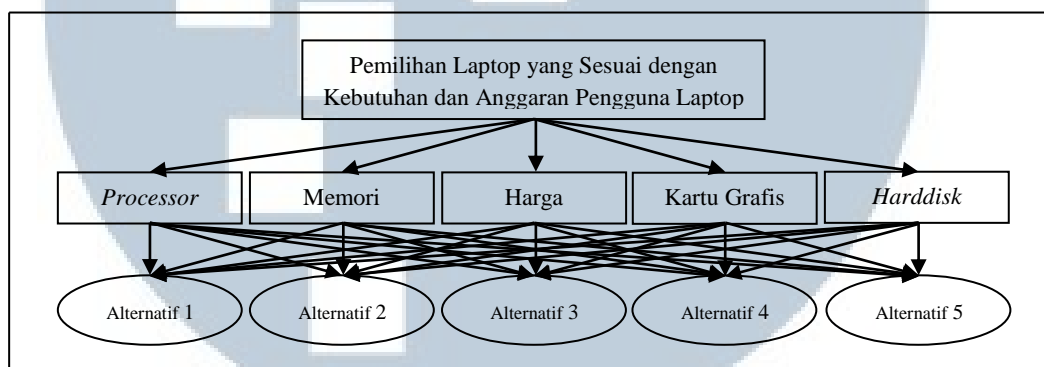 Pemilihan Laptop yang Sesuai dengan
Kebutuhan dan Anggaran Pengguna Laptop
Processor Memori Harga Kartu Grafis Harddisk
Alternatif 1 Alternatif 2 Alternatif 3 Alternatif 4 Alternatif 5